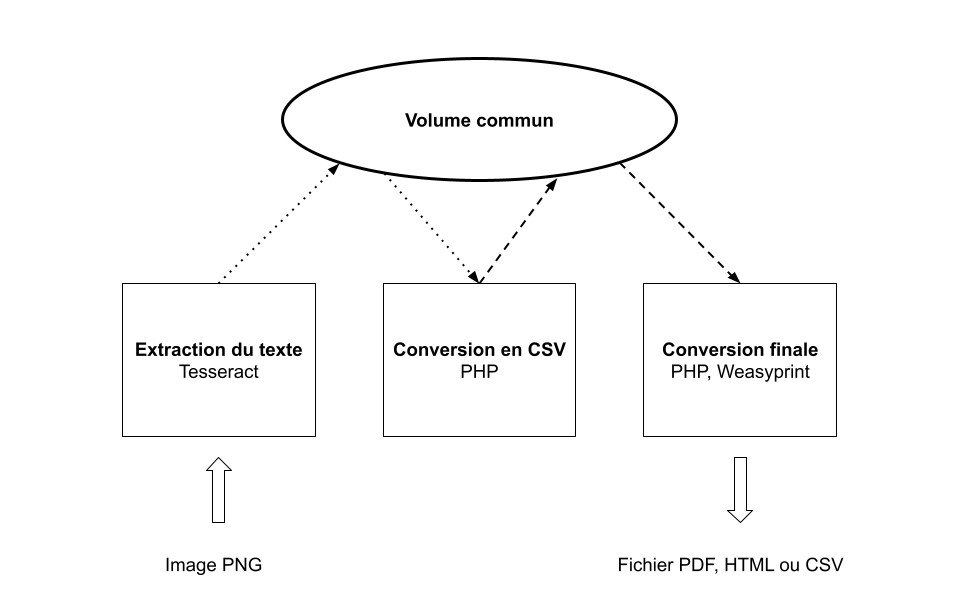 Volume commun
Extraction du texte
Tesseract
Conversion en CSV
PHP
Conversion finale
PHP, Weasyprint
Image PNG
Fichier PDF, HTML ou CSV